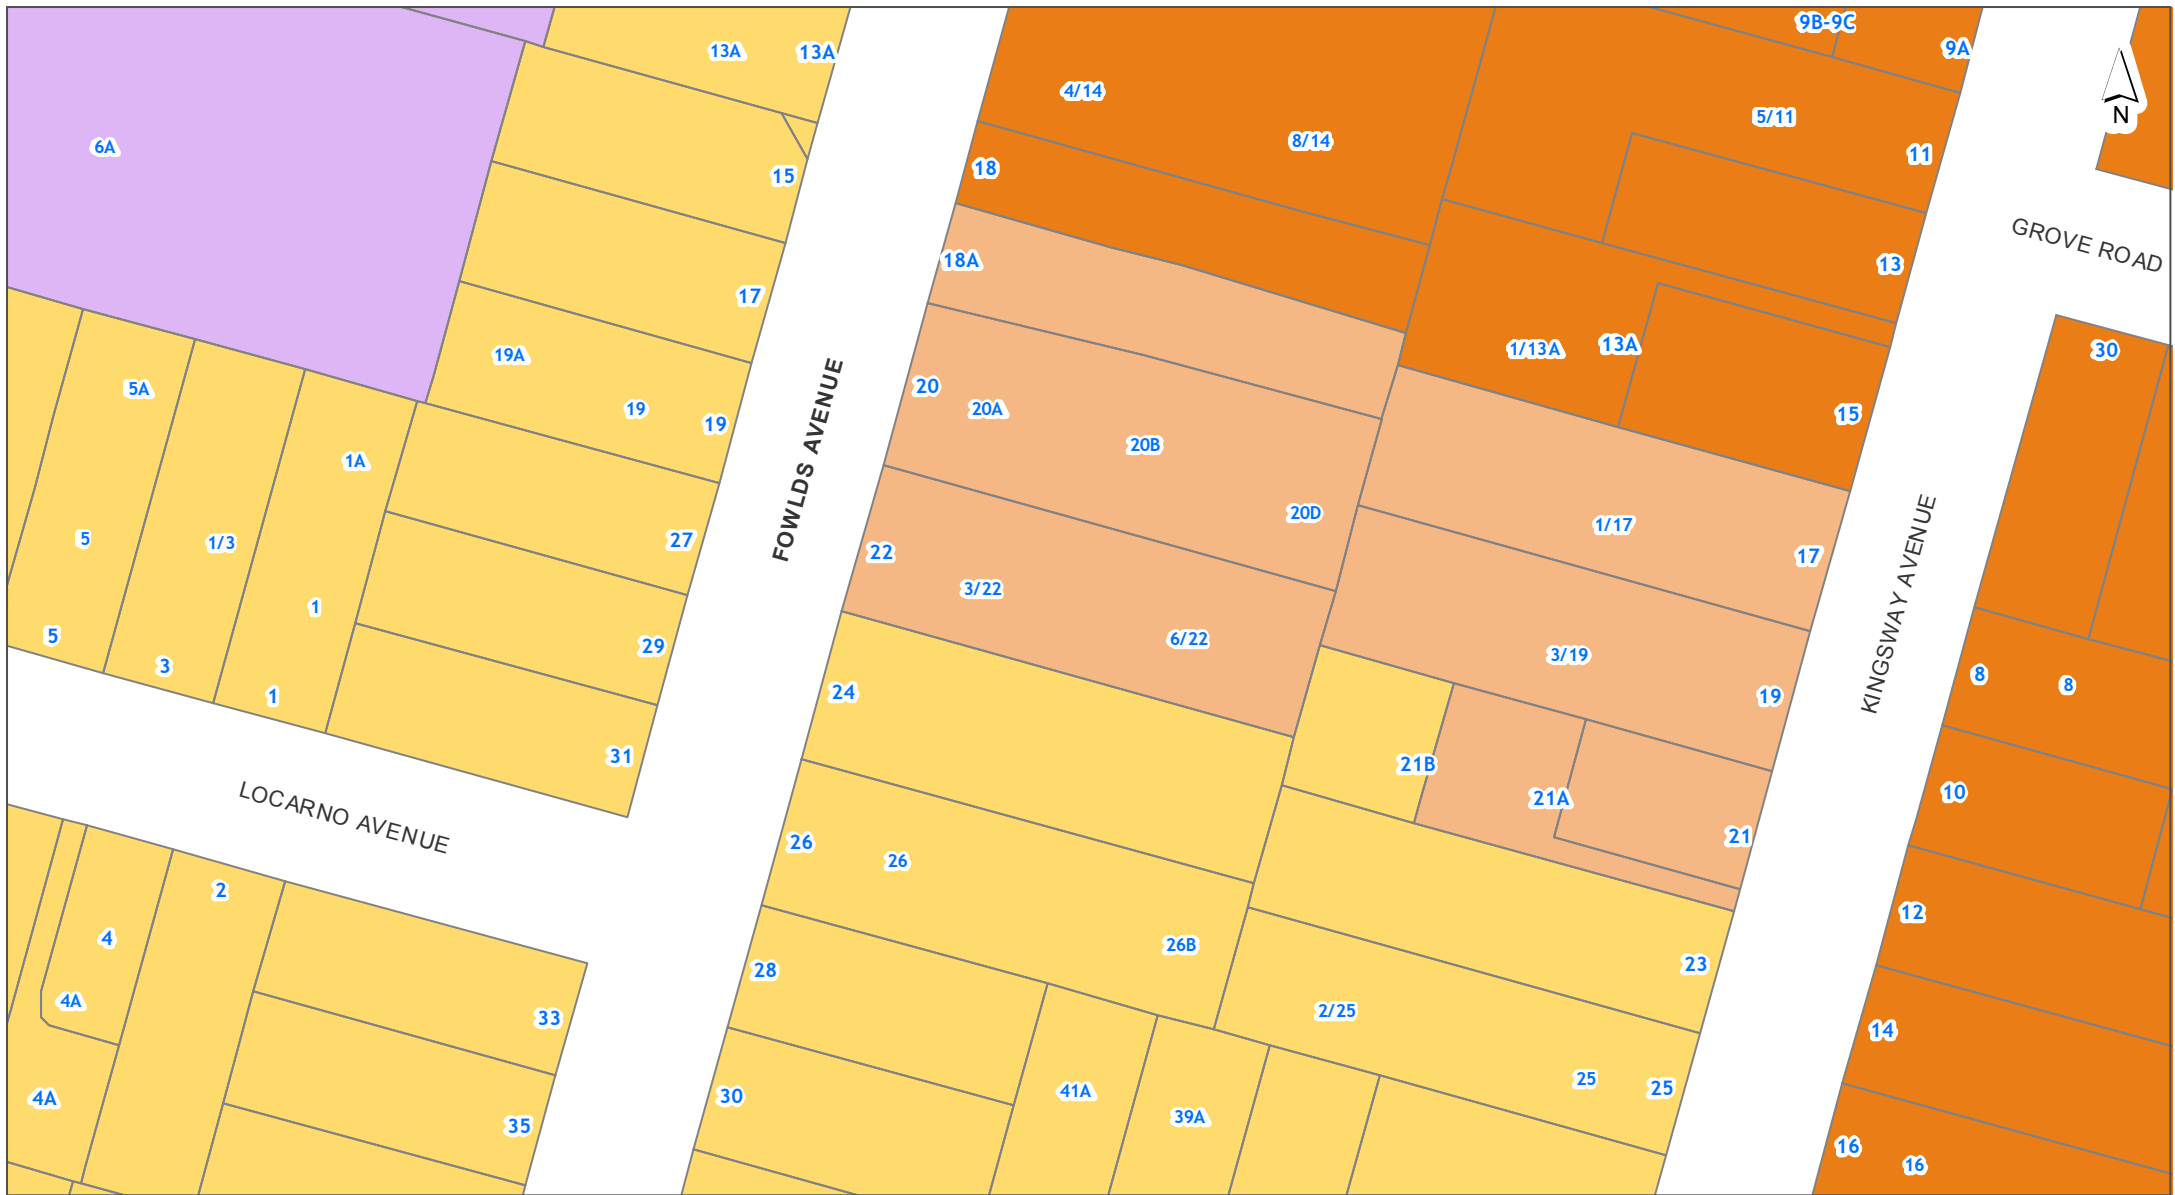 9B-9C
13A
13A
9A
4/14
5/11
N
8/14
6A
11
18
15
GROVE ROAD
18A
13
17
13A
1/13A
30
19A
20
5A
20A
19
15
19
20B
1A
FOWLDS AVENUE
20D
1/17
5
1/3
27
22
17
3/22
KINGSWAY AVENUE
1
5
6/22
29
3/19
3
8
8
24
1
19
31
21B
10
21A
LOCARNO AVENUE
21
26
26
2
12
4
26B
23
28
4A
2/25
33
14
25
25
41A
30
4A
39A
35
16
16